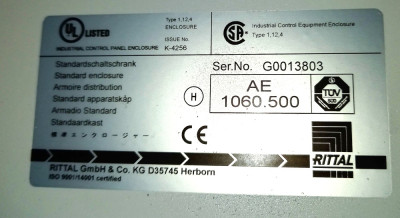 UL LISTED
Type 1,12,4
ENCLOSURE
ISSUE No.
INDUSTRIAL CONTROL PANEL ENCLOSURE K-4256
Industrial Control Equipment Enclosure
Type 1,12,4
Standardschaltschrank
Standard enclosure
Armoire distribution
Standard apparatskåp
Armadio Standard
Standaardkast
標準エンクロージャー
Ser.No. G0013803
H
AE
1060.500
TÜV
CE
RITTAL GmbH & Co. KG D35745 Herborn
ISO 9001/14001 certified
RITTAL